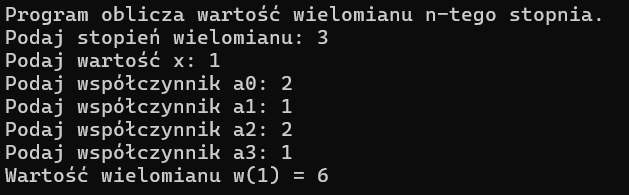 Program oblicza wartość wielomianu n-tego stopnia.
Podaj stopień wielomianu: 3
Podaj wartość x: 1
Podaj współczynnik a0: 2
Podaj współczynnik a1: 1
Podaj współczynnik a2: 2
Podaj współczynnik a3: 1
Wartość wielomianu w(1) = 6